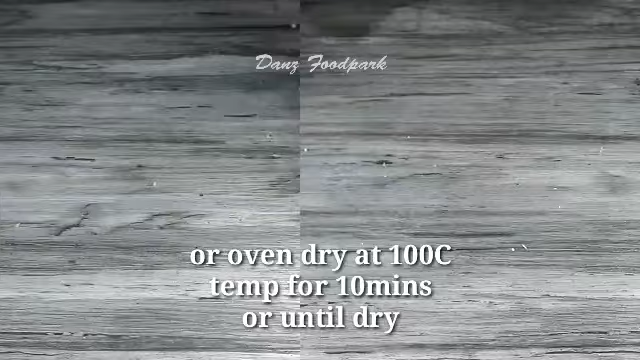 Danz Foodpark
or oven dry at 100C
temp for 10mins
or until dry